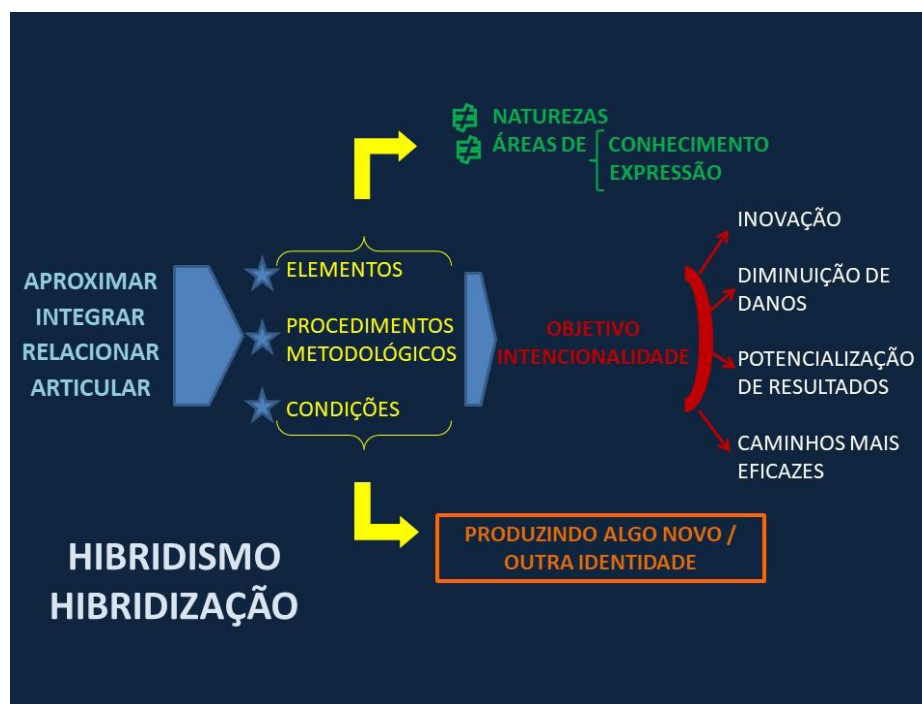 ≠ NATUREZAS
≠ ÁREAS DE CONHECIMENTO
EXPRESSÃO
APROXIMAR
INTEGRAR
RELACIONAR
ARTICULAR
ELEMENTOS
PROCEDIMENTOS
METODOLÓGICOS
CONDIÇÕES
OBJETIVO
INTENCIONALIDADE
INOVAÇÃO
DIMINUIÇÃO DE
DANOS
POTENCIALIZAÇÃO
DE RESULTADOS
CAMINHOS MAIS
EFICAZES
PRODUZINDO ALGO NOVO /
OUTRA IDENTIDADE
HIBRIDISMO
HIBRIDIZAÇÃO